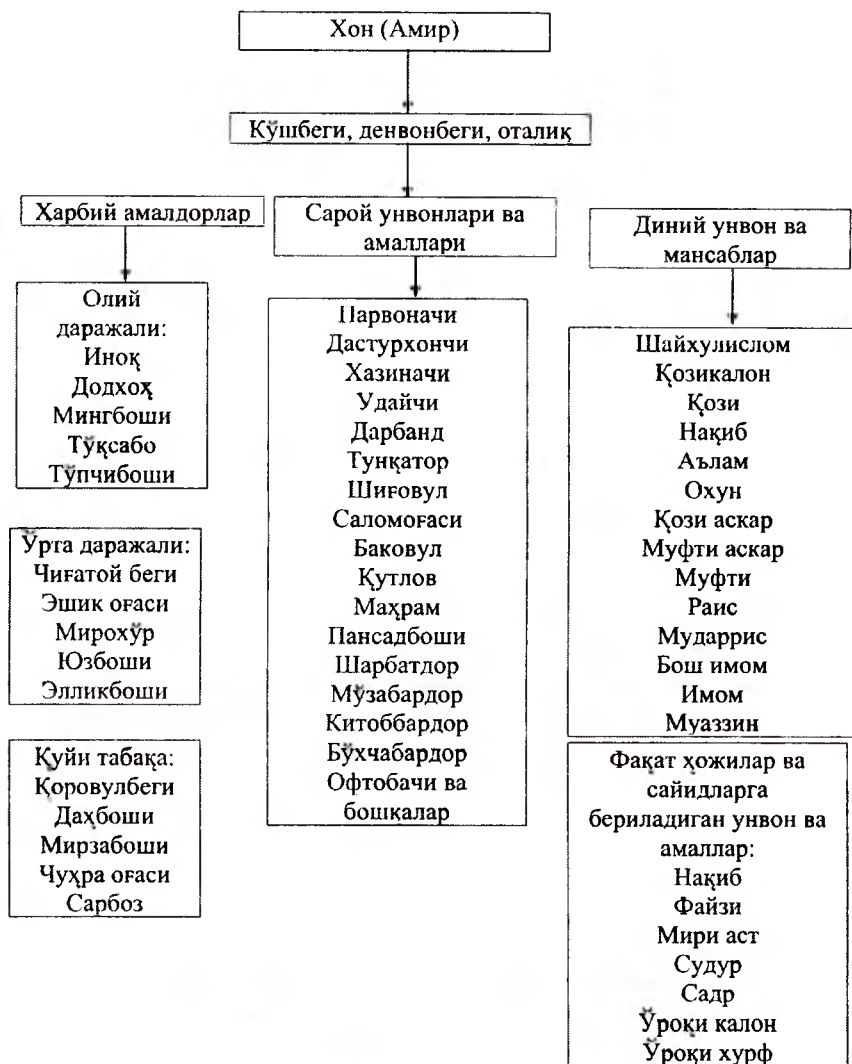 Хон (Амир)
Кўшбеги, денвонбеги, оталиқ
Ҳарбий амалдорлар
Олий
даражали:
Иноқ
Додхоҳ
Мингбоши
Тўқсабо
Тўпчибоши
Ўрта даражали:
Чиғатой беги
Эшик оғаси
Мирохўр
Юзбоши
Элликбоши
Қуйи табақа:
Қоровулбеги
Даҳбоши
Мирзабоши
Чуҳра оғаси
Сарбоз
Сарой унвонлари ва
амаллари
Парвоначи
Дастурхончи
Хазиначи
Удайчи
Дарбанд
Тунқатор
Шиғовул
Саломоғаси
Баковул
Қутлов
Маҳрам
Пансадбоши
Шарбатдор
Мўзабардор
Китоббардор
Бўхчабардор
Офтобачи ва
бошкалар
Диний унвон ва
мансаблар
Шайхулислом
Қозикалон
Қози
Нақиб
Аълам
Охун
Қози аскар
Муфти аскар
Муфти
Раис
Мударрис
Бош имом
Имом
Муаззин
Фақат ҳожилар ва
сайидларга
бериладиган унвон ва
амаллар:
Нақиб
Файзи
Мири аст
Судур
Садр
Ўроқи калон
Ўроқи хурф